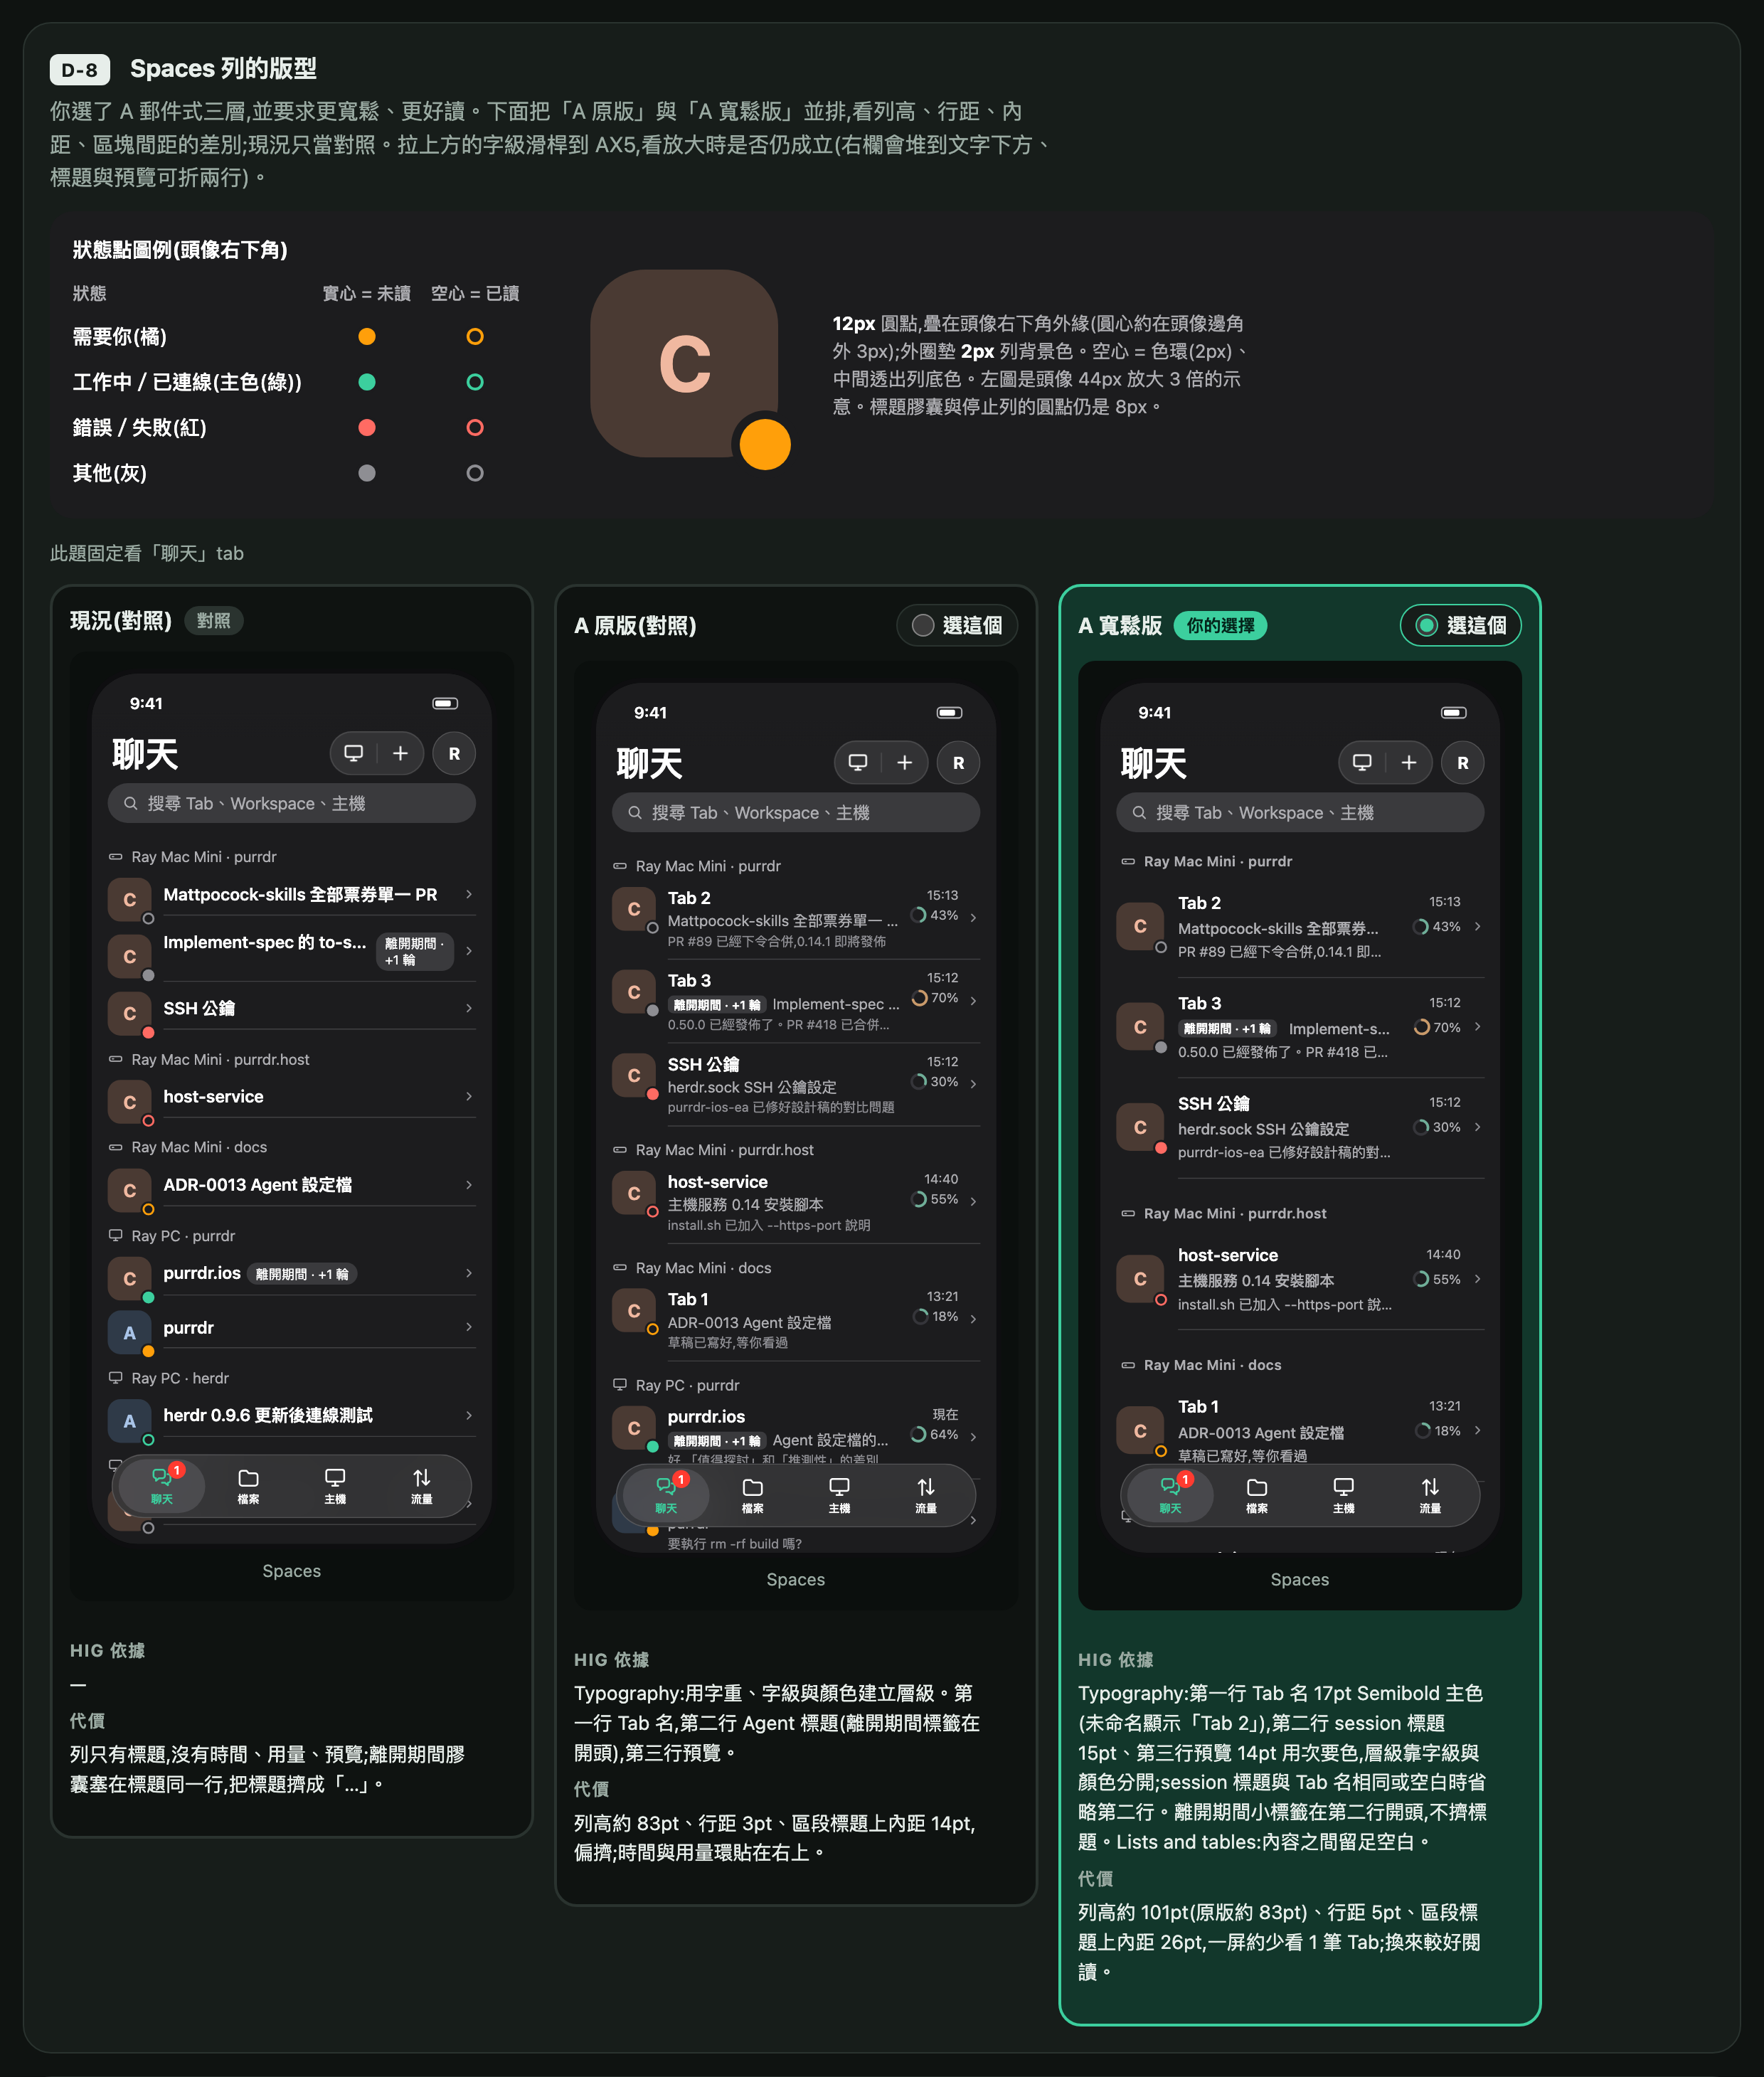 D-8 Spaces 列的版型
你選了 A 郵件式三層,並要求更寬鬆、更好讀。下面把「A 原版」與「A 寬鬆版」並排,看列高、行距、內
距、區塊間距的差別;現況只當對照。拉上方的字級滑桿到 AX5,看放大時是否仍成立(右欄會堆到文字下方、
標題與預覽可折兩行)。
狀態點圖例(頭像右下角)
狀態 實心 = 未讀 空心 = 已讀
需要你(橘)
工作中 / 已連線(主色(綠))
錯誤 / 失敗(紅)
其他(灰)
C
12px 圓點,疊在頭像右下角外緣(圓心約在頭像邊角
外 3px);外圈墊 2px 列背景色。空心 = 色環(2px)、
中間透出列底色。左圖是頭像 44px 放大 3 倍的示
意。標題膠囊與停止列的圓點仍是 8px。
此題固定看「聊天」tab
現況(對照) 對照
9:41
聊天
R
搜尋 Tab、Workspace、主機
Ray Mac Mini · purrdr
C Mattpocock-skills 全部票券單一 PR
C Implement-spec 的 to-s... 離開期間 ·
+1 輪
C SSH 公鑰
Ray Mac Mini · purrdr.host
C host-service
Ray Mac Mini · docs
C ADR-0013 Agent 設定檔
Ray PC · purrdr
C purrdr.ios 離開期間 · +1 輪
A purrdr
Ray PC · herdr
A herdr 0.9.6 更新後連線測試
1
聊天 檔案 主機 流量
Spaces
HIG 依據
—
代價
列只有標題,沒有時間、用量、預覽;離開期間膠
囊塞在標題同一行,把標題擠成「...」。
A 原版(對照) 選這個
9:41
聊天
R
搜尋 Tab、Workspace、主機
Ray Mac Mini · purrdr
C Tab 2 15:13
Mattpocock-skills 全部票券單一 ... 43%
PR #89 已經下令合併,0.14.1 即將發佈
C Tab 3 15:12
離開期間 · +1 輪 Implement-spec ... 70%
0.50.0 已經發佈了。PR #418 已合併...
C SSH 公鑰 15:12
herdr.sock SSH 公鑰設定 30%
purrdr-ios-ea 已修好設計稿的對比問題
Ray Mac Mini · purrdr.host
C host-service 14:40
主機服務 0.14 安裝腳本 55%
install.sh 已加入 --https-port 說明
Ray Mac Mini · docs
C Tab 1 13:21
ADR-0013 Agent 設定檔 18%
草稿已寫好,等你看過
Ray PC · purrdr
C purrdr.ios 現在
離開期間 · +1 輪 Agent 設定檔的... 64%
好「值得探討」和「推測性」的差別
1
聊天 檔案 主機 流量
要執行 rm -rf build 嗎?
Spaces
HIG 依據
Typography:用字重、字級與顏色建立層級。第
一行 Tab 名,第二行 Agent 標題(離開期間標籤在
開頭),第三行預覽。
代價
列高約 83pt、行距 3pt、區段標題上內距 14pt,
偏擠;時間與用量環貼在右上。
A 寬鬆版 你的選擇 選這個
9:41
聊天
R
搜尋 Tab、Workspace、主機
Ray Mac Mini · purrdr
C Tab 2 15:13
Mattpocock-skills 全部票券... 43%
PR #89 已經下令合併,0.14.1 即...
C Tab 3 15:12
離開期間 · +1 輪 Implement-s... 70%
0.50.0 已經發佈了。PR #418 已...
C SSH 公鑰 15:12
herdr.sock SSH 公鑰設定 30%
purrdr-ios-ea 已修好設計稿的對...
Ray Mac Mini · purrdr.host
C host-service 14:40
主機服務 0.14 安裝腳本 55%
install.sh 已加入 --https-port 說...
Ray Mac Mini · docs
C Tab 1 13:21
ADR-0013 Agent 設定檔 18%
草稿已寫好,等你看過
1
聊天 檔案 主機 流量
Spaces
HIG 依據
Typography:第一行 Tab 名 17pt Semibold 主色
(未命名顯示「Tab 2」),第二行 session 標題
15pt、第三行預覽 14pt 用次要色,層級靠字級與
顏色分開;session 標題與 Tab 名相同或空白時省
略第二行。離開期間小標籤在第二行開頭,不擠標
題。Lists and tables:內容之間留足空白。
代價
列高約 101pt(原版約 83pt)、行距 5pt、區段標
題上內距 26pt,一屏約少看 1 筆 Tab;換來較好閱
讀。